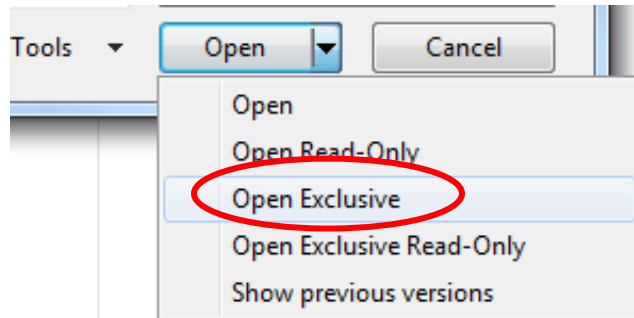 Tools Open Cancel
Open
Open Read-Only
Open Exclusive
Open Exclusive Read-Only
Show previous versions